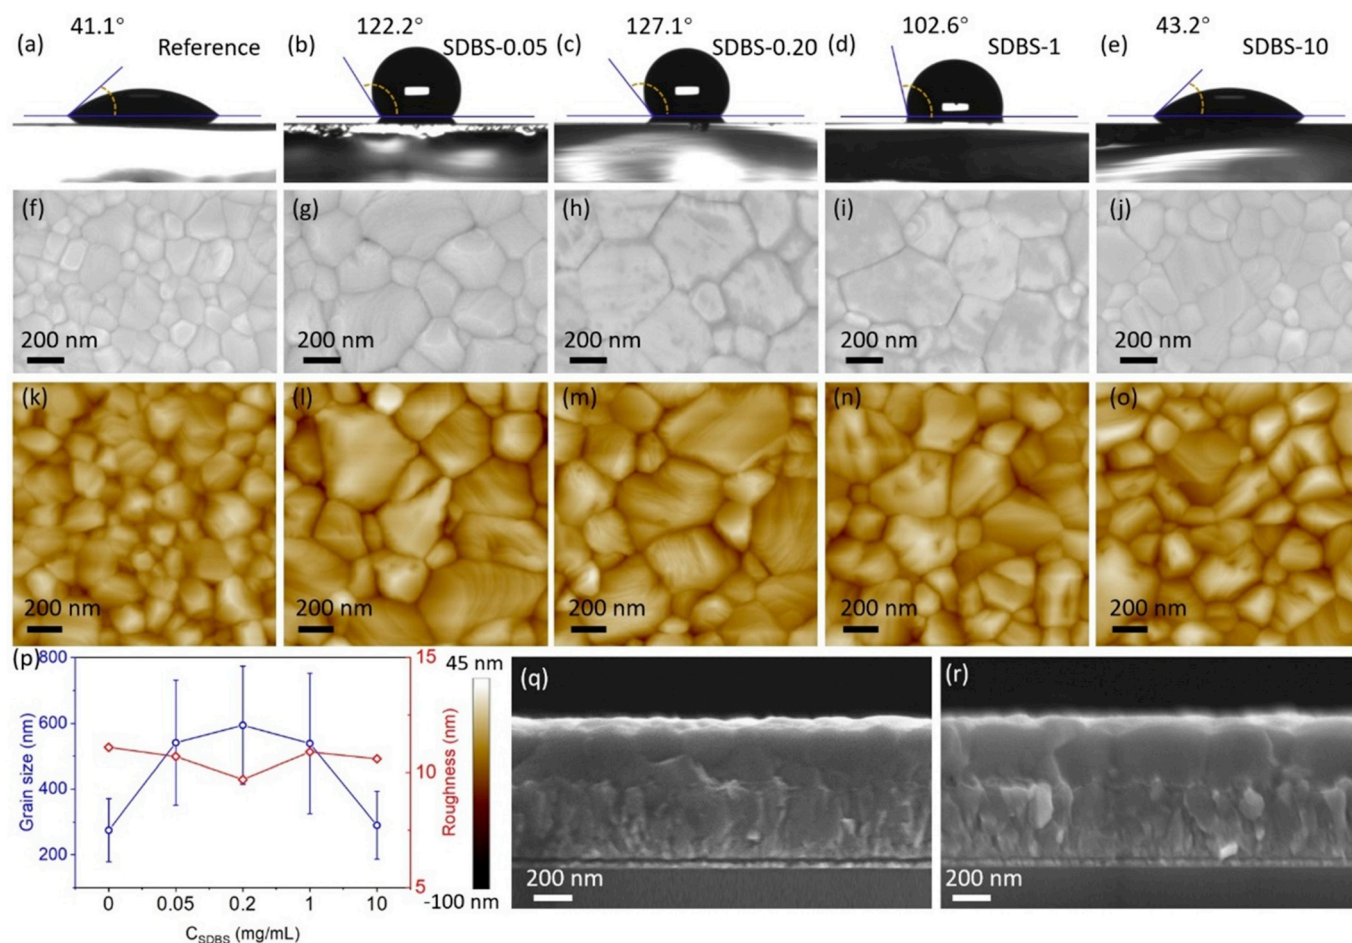 41.1°
(a)
Reference
122.2°
(b)
SDBS-0.05
127.1°
(c)
SDBS-0.20
102.6°
(d)
SDBS-1
43.2°
(e)
SDBS-10
(f)
200 nm
(g)
200 nm
(h)
200 nm
(i)
200 nm
(j)
200 nm
(k)
200 nm
(l)
200 nm
(m)
200 nm
(n)
200 nm
(o)
200 nm
(p)
Grain size (nm)
800
600
400
200
0
0.05
0.2
1
10
C_SDBS (mg/mL)
15
10
5
Roughness (nm)
45 nm
-100 nm
(q)
200 nm
(r)
200 nm